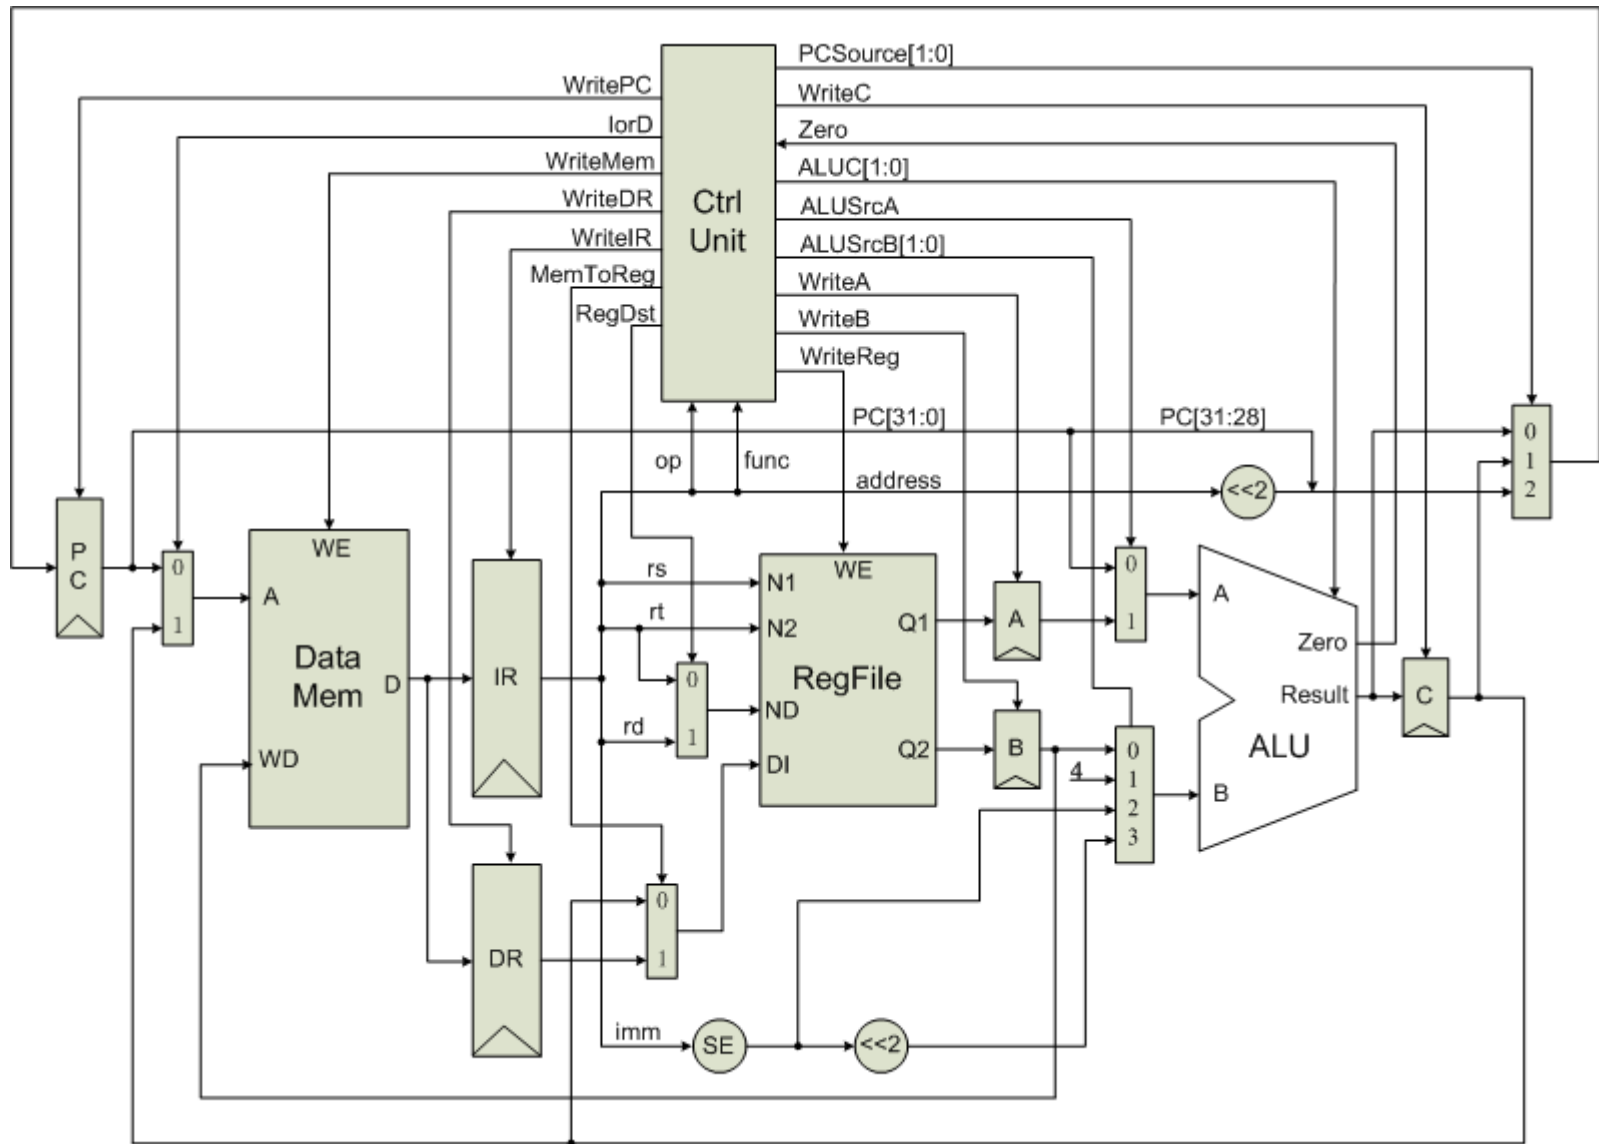 PCSource[1:0]
WritePC
WriteC
IorD
Zero
WriteMem
ALUC[1:0]
WriteDR
ALUSrcA
Ctrl
Unit
WriteIR
ALUSrcB[1:0]
MemToReg
WriteA
RegDst
WriteB
WriteReg
PC[31:0]
PC[31:28]
op
func
address
<<2
0
1
2
P
C
0
1
WE
A
Data
Mem
D
WD
IR
rs
rt
rd
0
1
WE
N1
N2
Q1
RegFile
ND
Q2
DI
A
B
0
1
0
4
1
2
3
A
Zero
Result
ALU
B
C
DR
0
1
imm
SE
<<2